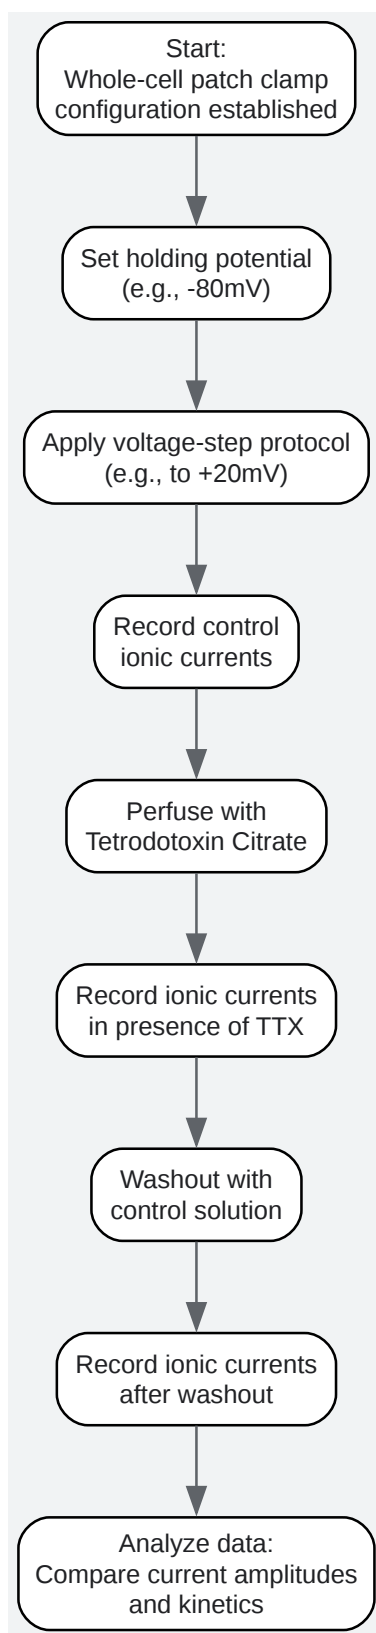 Start:
Whole-cell patch clamp
configuration established
Set holding potential
(e.g., -80mV)
Apply voltage-step protocol
(e.g., to +20mV)
Record control
ionic currents
Perfuse with
Tetrodotoxin Citrate
Record ionic currents
in presence of TTX
Washout with
control solution
Record ionic currents
after washout
Analyze data:
Compare current amplitudes
and kinetics